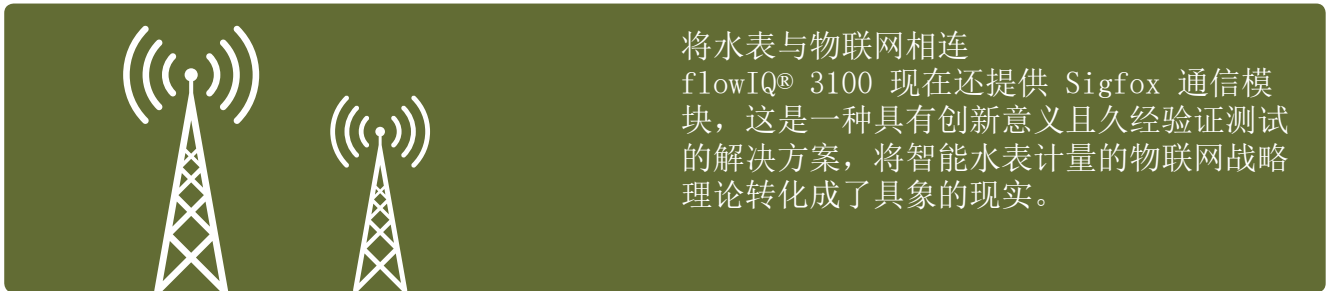 将水表与物联网相连
flowIQ® 3100 现在还提供 Sigfox 通信模
块，这是一种具有创新意义且久经验证测试
的解决方案，将智能水表计量的物联网战略
理论转化成了具象的现实。